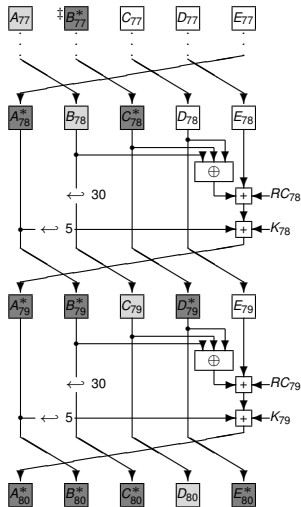 A77 ‡B*77 C77 D77 E77
A*78 B78 C*78 D78 E78
⊕
↩ 30
+ RC78
↩ 5 + K78
A*79 B*79 C79 D*79 E79
⊕
↩ 30
+ RC79
↩ 5 + K79
A*80 B*80 C*80 D80 E*80